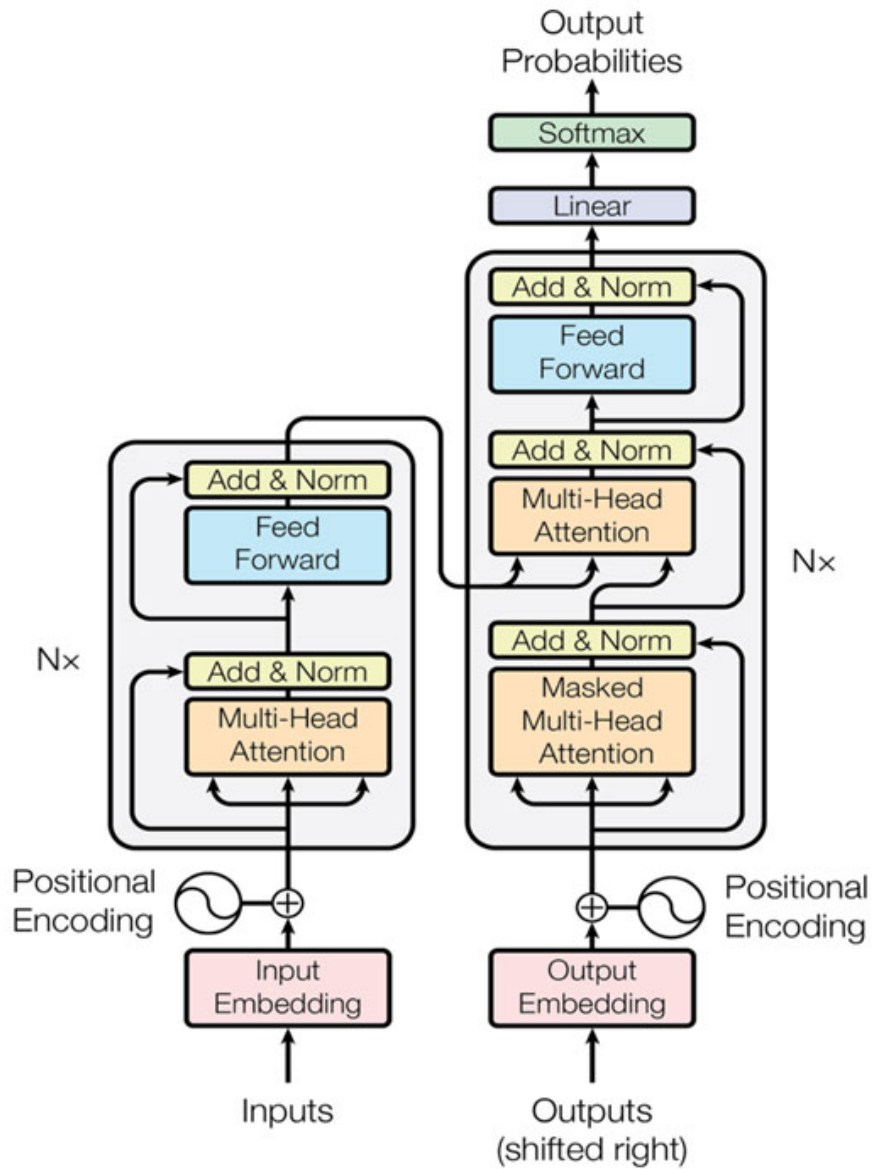 Output
Probabilities
Softmax
Linear
Add & Norm
Feed
Forward
Add & Norm
Multi-Head
Attention
Nx
Add & Norm
Masked
Multi-Head
Attention
Add & Norm
Feed
Forward
Nx
Add & Norm
Multi-Head
Attention
Positional
Encoding
Positional
Encoding
Input
Embedding
Output
Embedding
Inputs
Outputs
(shifted right)